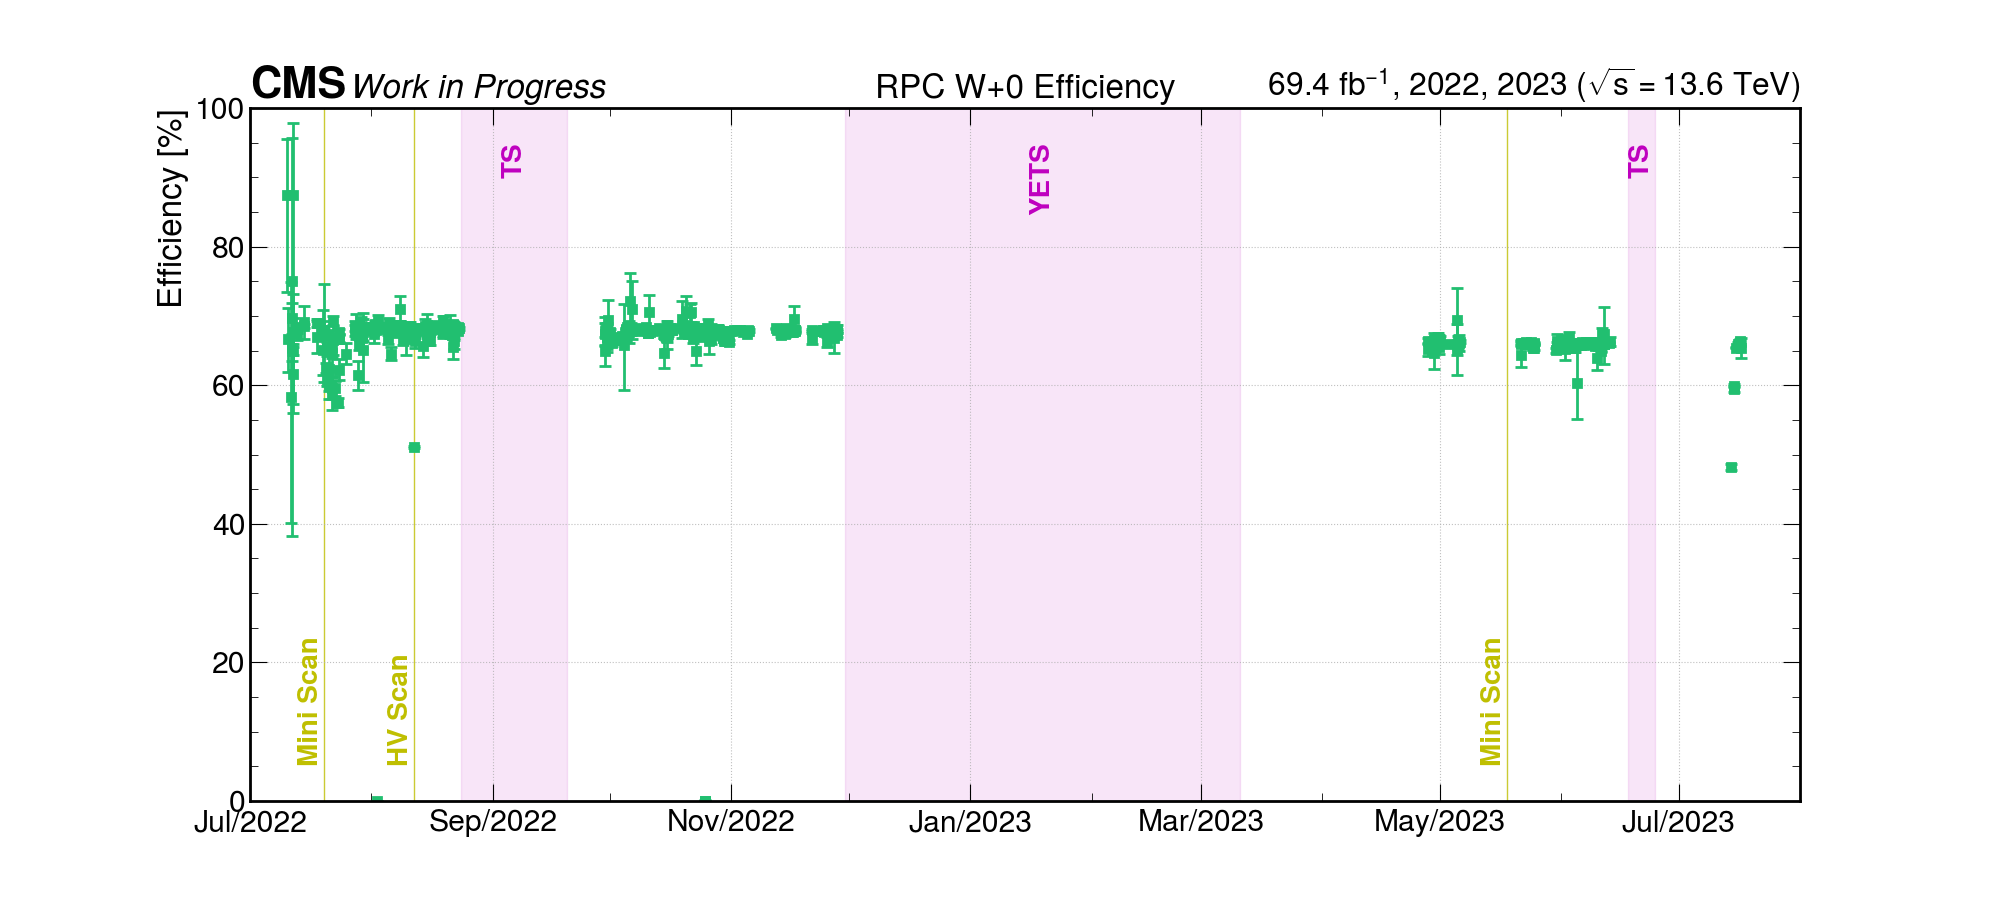 CMS Work in Progress RPC W+0 Efficiency 69.4 fb⁻¹, 2022, 2023 (√s = 13.6 TeV)
Efficiency [%]
100
80
60
40
20
0
TS
YETS
TS
Mini Scan
HV Scan
Mini Scan
Jul/2022 Sep/2022 Nov/2022 Jan/2023 Mar/2023 May/2023 Jul/2023